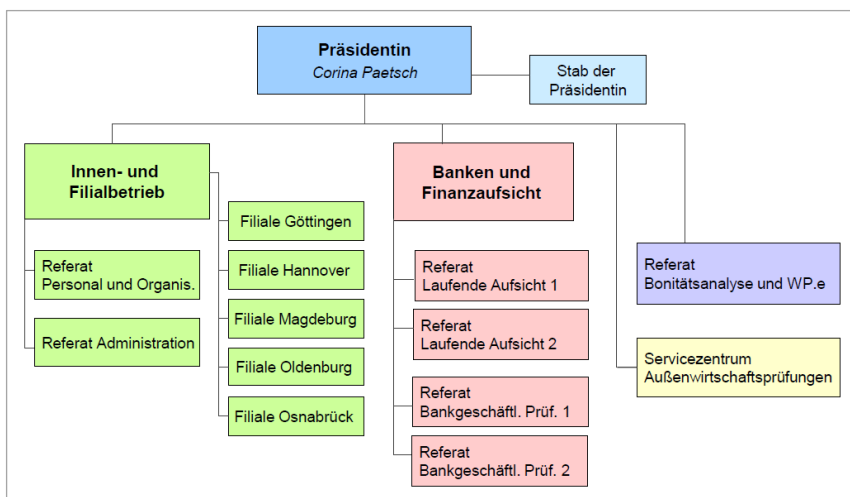 Präsidentin
Corina Paetsch
Stab der
Präsidentin
Innen- und
Filialbetrieb
Referat
Personal und Organis.
Referat Administration
Filiale Göttingen
Filiale Hannover
Filiale Magdeburg
Filiale Oldenburg
Filiale Osnabrück
Banken und
Finanzaufsicht
Referat
Laufende Aufsicht 1
Referat
Laufende Aufsicht 2
Referat
Bankgeschäftl. Prüf. 1
Referat
Bankgeschäftl. Prüf. 2
Referat
Bonitätsanalyse und WP.e
Servicezentrum
Außenwirtschaftsprüfungen